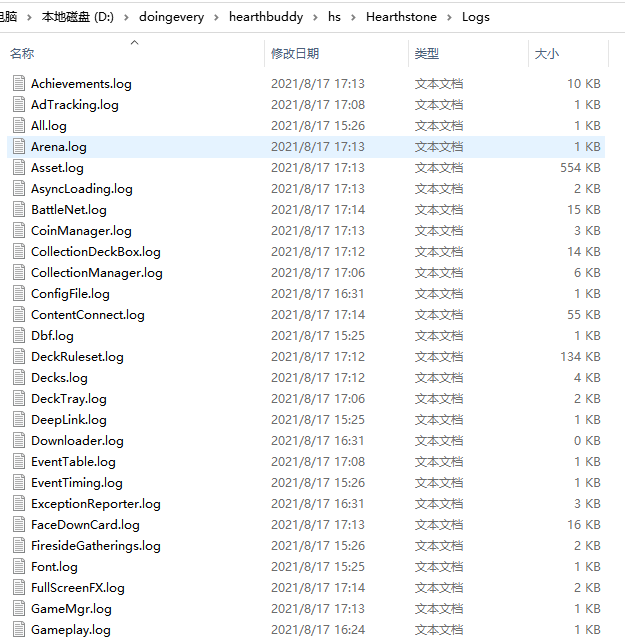 电脑 › 本地磁盘 (D:) › doingevery › hearthbuddy › hs › Hearthstone › Logs
名称 修改日期 类型 大小
Achievements.log 2021/8/17 17:13 文本文档 10 KB
AdTracking.log 2021/8/17 17:08 文本文档 1 KB
All.log 2021/8/17 15:26 文本文档 1 KB
Arena.log 2021/8/17 17:13 文本文档 1 KB
Asset.log 2021/8/17 17:13 文本文档 554 KB
AsyncLoading.log 2021/8/17 17:13 文本文档 2 KB
BattleNet.log 2021/8/17 17:14 文本文档 15 KB
CoinManager.log 2021/8/17 17:13 文本文档 3 KB
CollectionDeckBox.log 2021/8/17 17:12 文本文档 14 KB
CollectionManager.log 2021/8/17 17:06 文本文档 6 KB
ConfigFile.log 2021/8/17 16:31 文本文档 1 KB
ContentConnect.log 2021/8/17 17:14 文本文档 55 KB
Dbf.log 2021/8/17 15:25 文本文档 1 KB
DeckRuleset.log 2021/8/17 17:12 文本文档 134 KB
Decks.log 2021/8/17 17:12 文本文档 4 KB
DeckTray.log 2021/8/17 17:06 文本文档 2 KB
DeepLink.log 2021/8/17 15:25 文本文档 1 KB
Downloader.log 2021/8/17 16:31 文本文档 0 KB
EventTable.log 2021/8/17 17:08 文本文档 1 KB
EventTiming.log 2021/8/17 15:26 文本文档 1 KB
ExceptionReporter.log 2021/8/17 16:31 文本文档 3 KB
FaceDownCard.log 2021/8/17 17:13 文本文档 16 KB
FiresideGatherings.log 2021/8/17 15:26 文本文档 2 KB
Font.log 2021/8/17 15:25 文本文档 1 KB
FullScreenFX.log 2021/8/17 17:14 文本文档 2 KB
GameMgr.log 2021/8/17 17:13 文本文档 1 KB
Gameplay.log 2021/8/17 16:24 文本文档 1 KB